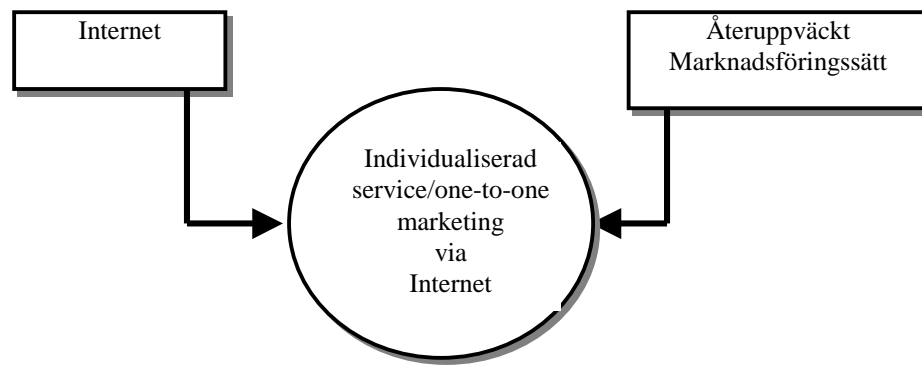 Internet
Återuppväckt
Marknadsföringssätt
Individualiserad
service/one-to-one
marketing
via
Internet